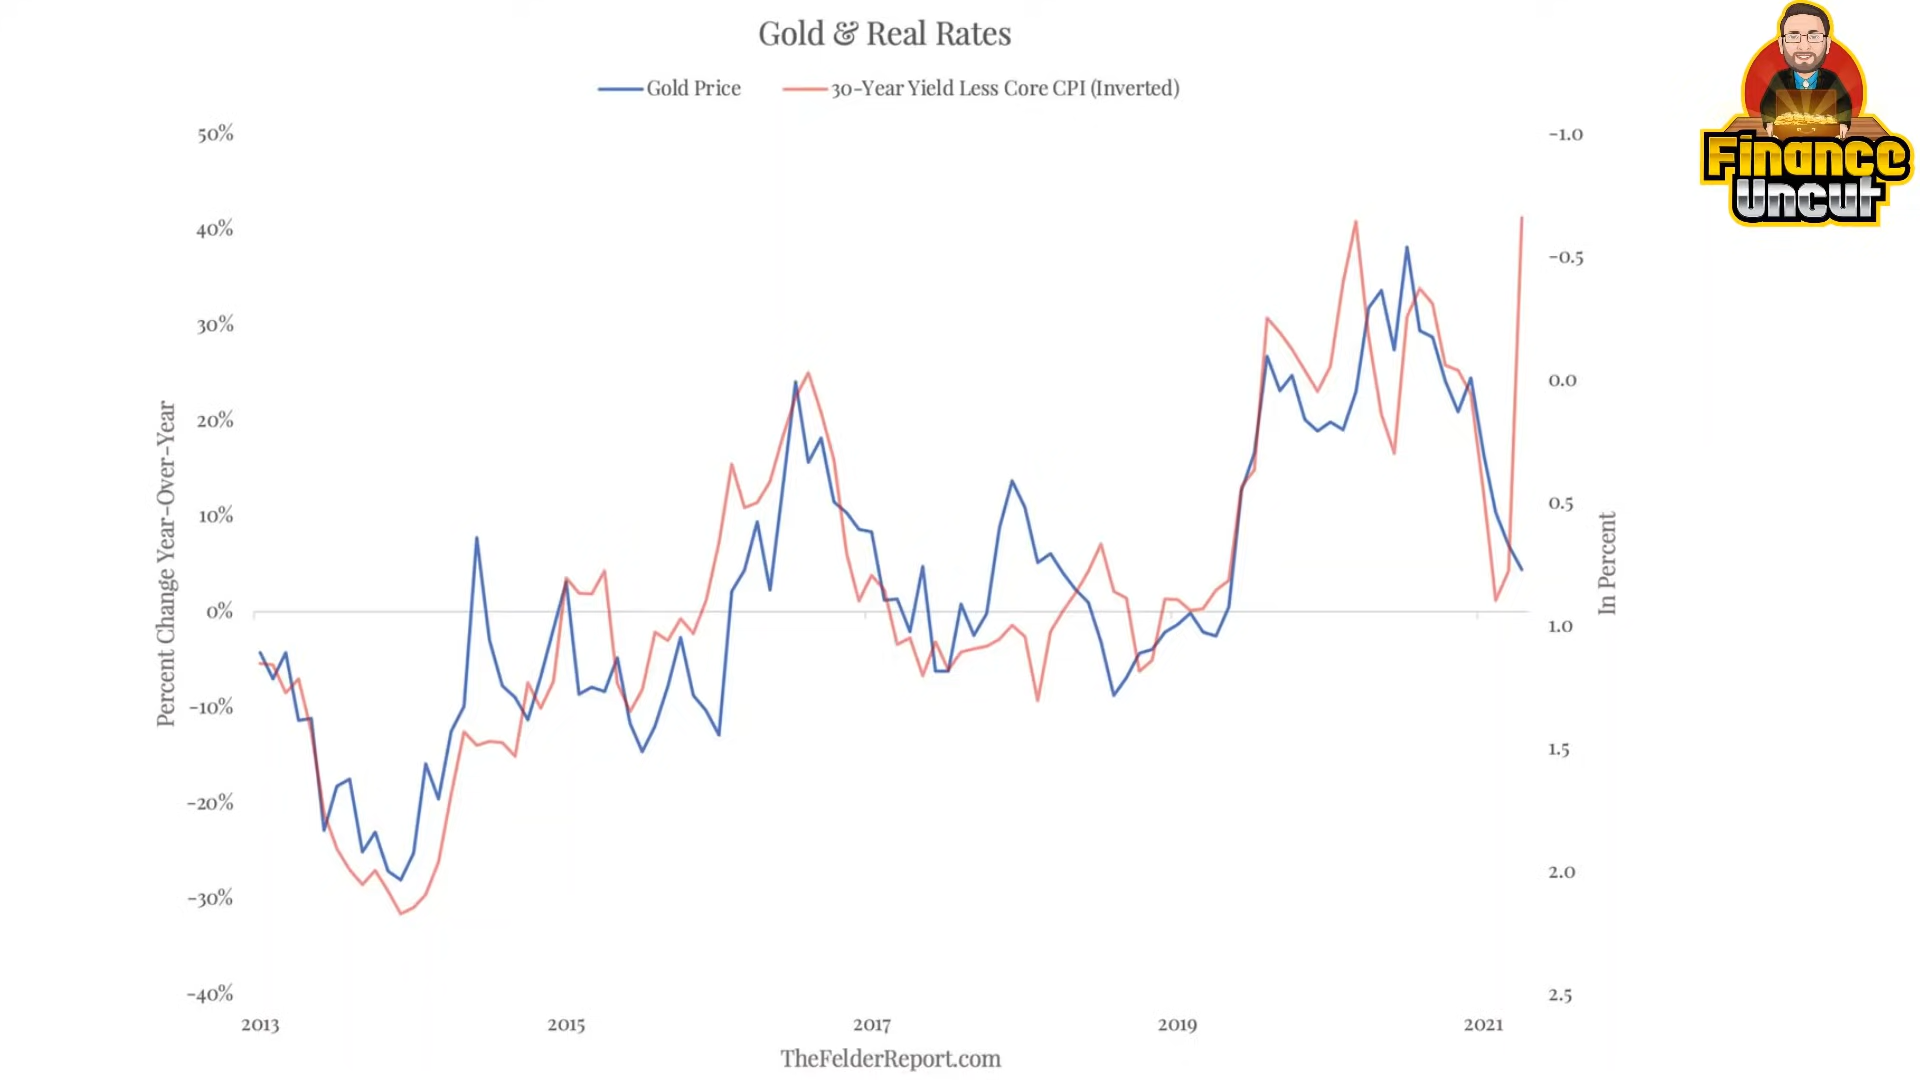 Gold & Real Rates
Gold Price
30-Year Yield Less Core CPI (Inverted)
Finance
Uncut
Percent Change Year-Over-Year
50%
40%
30%
20%
10%
0%
-10%
-20%
-30%
-40%
-1.0
-0.5
0.0
0.5
1.0
1.5
2.0
2.5
In Percent
2013
2015
2017
2019
2021
TheFelderReport.com